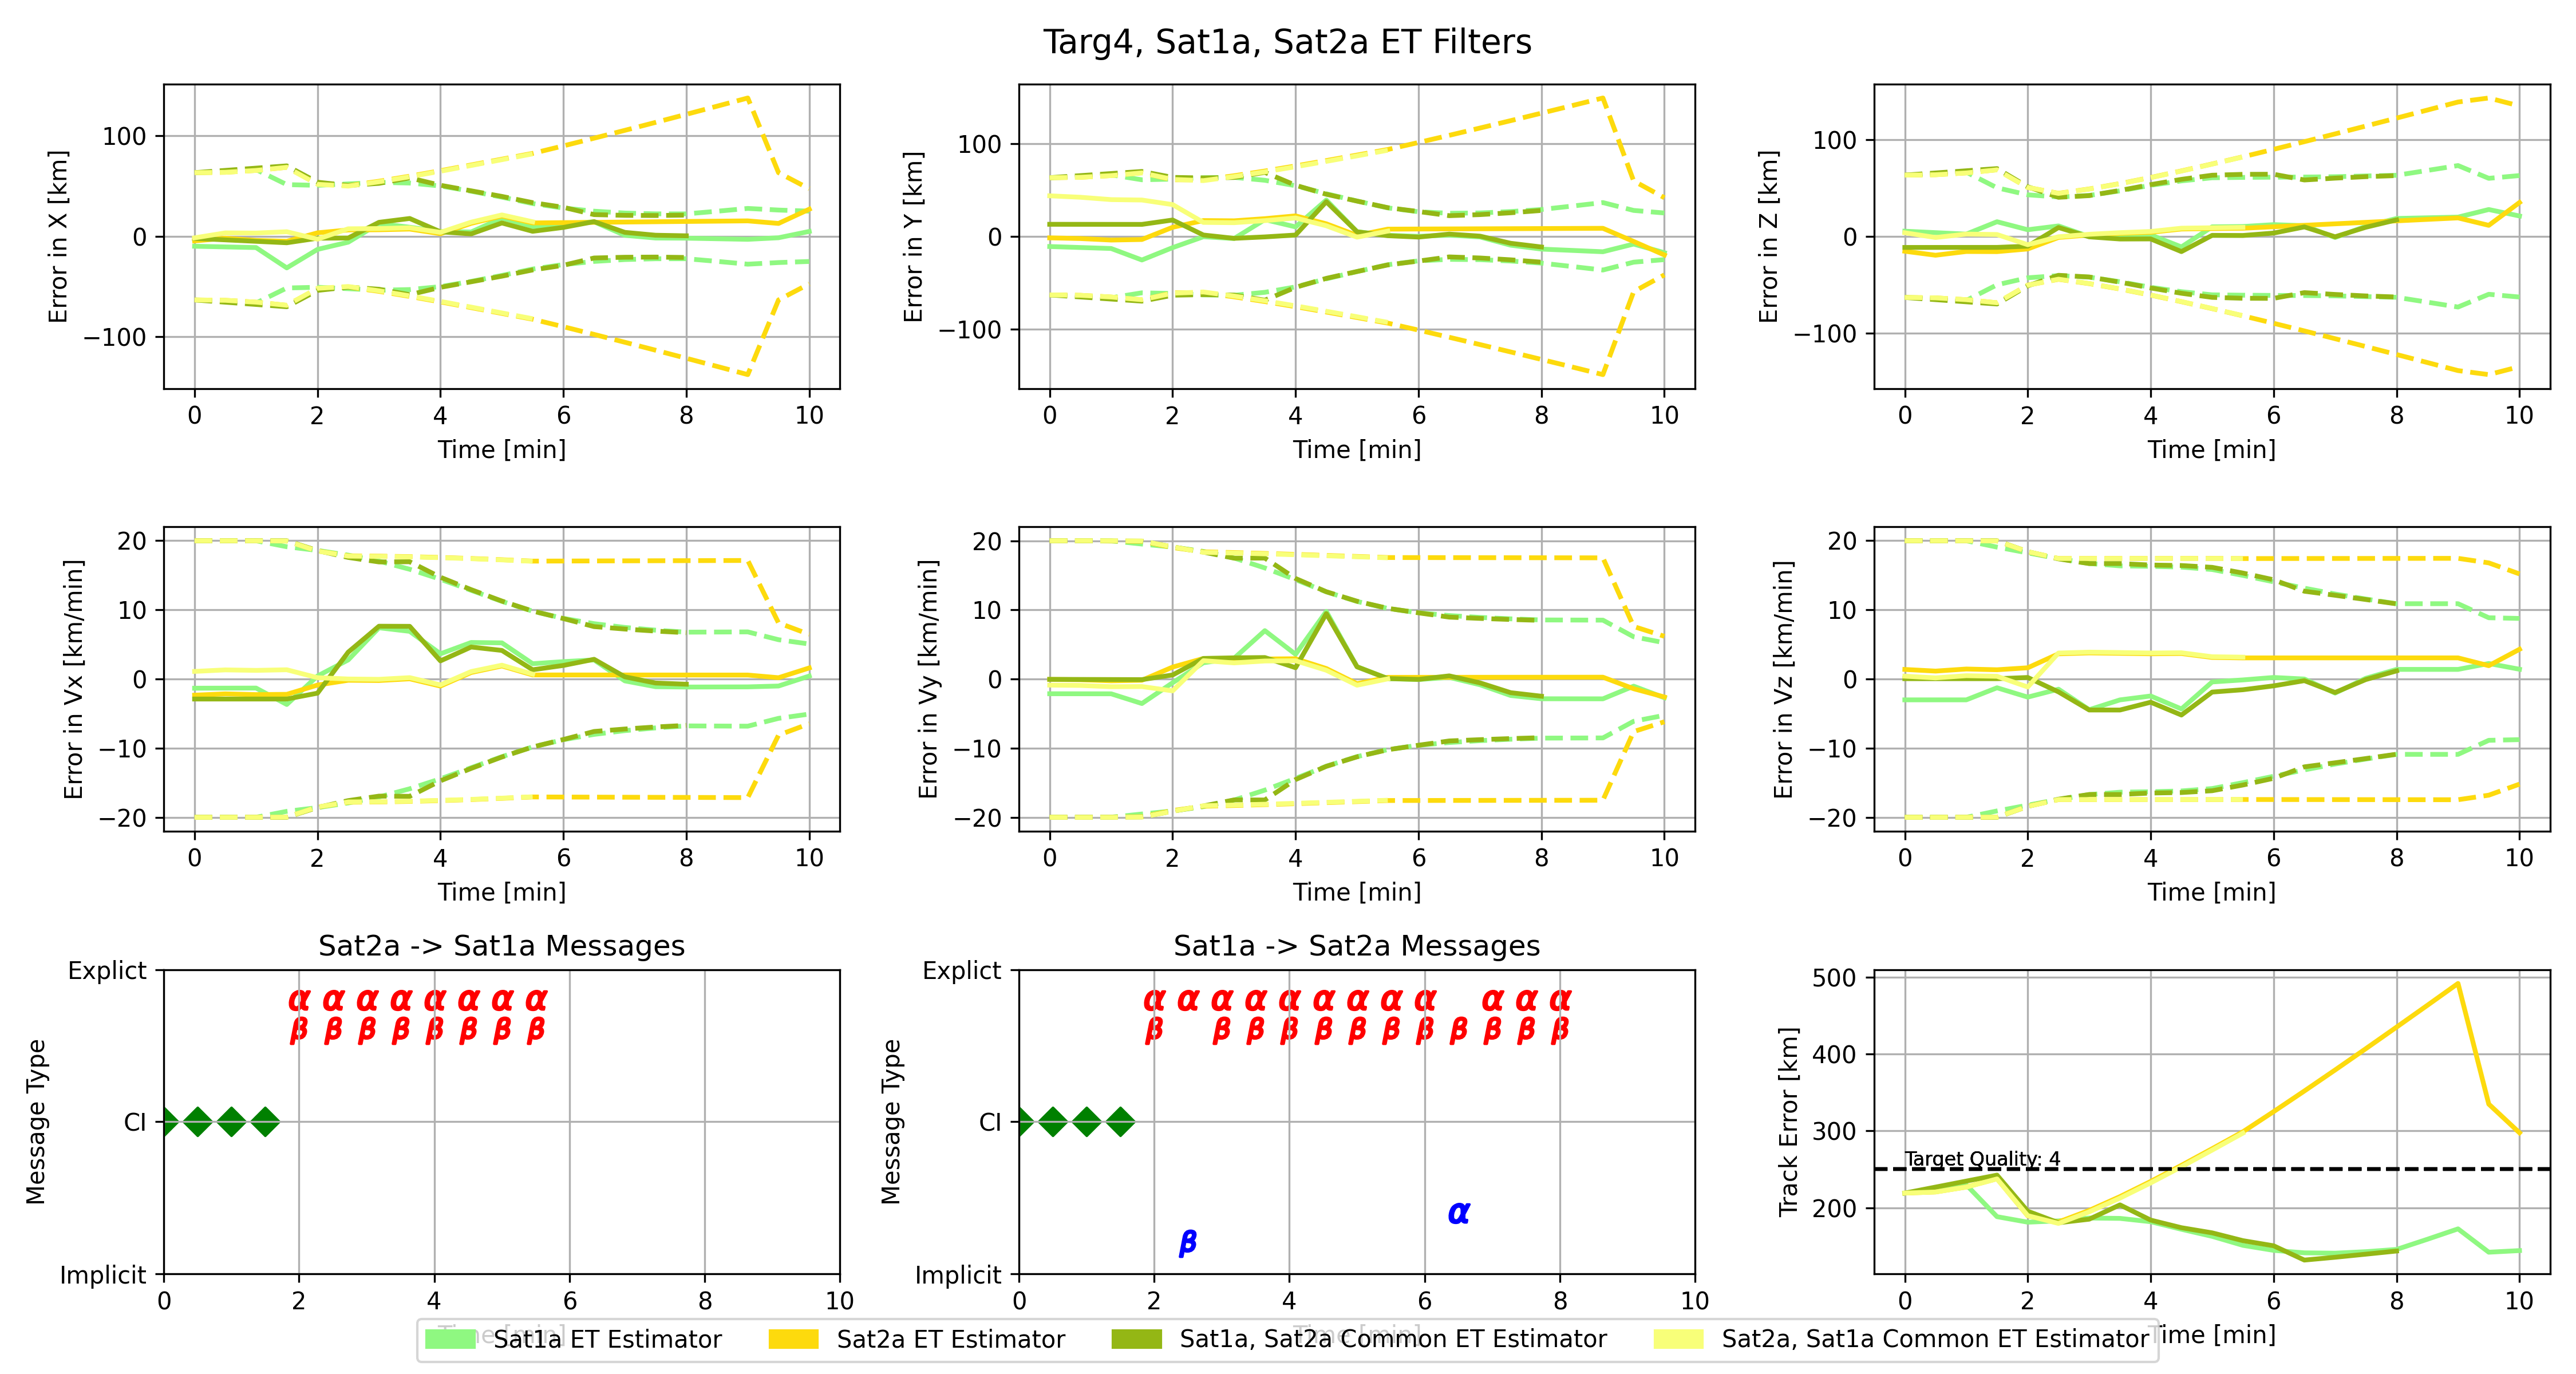 Targ4, Sat1a, Sat2a ET Filters
Error in X [km]
100
0
−100
0 2 4 6 8 10
Time [min]
Error in Y [km]
100
0
−100
0 2 4 6 8 10
Time [min]
Error in Z [km]
100
0
−100
0 2 4 6 8 10
Time [min]
Error in Vx [km/min]
20
10
0
−10
−20
0 2 4 6 8 10
Time [min]
Error in Vy [km/min]
20
10
0
−10
−20
0 2 4 6 8 10
Time [min]
Error in Vz [km/min]
20
10
0
−10
−20
0 2 4 6 8 10
Time [min]
Sat2a -> Sat1a Messages
Message Type
Explict
α α α α α α α α
β β β β β β β β
CI
Implicit
0 2 4 6 8 10
Time [min]
Sat1a -> Sat2a Messages
Message Type
Explict
α α α α α α α α α α α α
β β β β β β β β β β β β
CI
α
β
Implicit
0 2 4 6 8 10
Time [min]
Track Error [km]
500
400
300
200
Target Quality: 4
0 2 4 6 8 10
Time [min]
Sat1a ET Estimator Sat2a ET Estimator Sat1a, Sat2a Common ET Estimator Sat2a, Sat1a Common ET Estimator